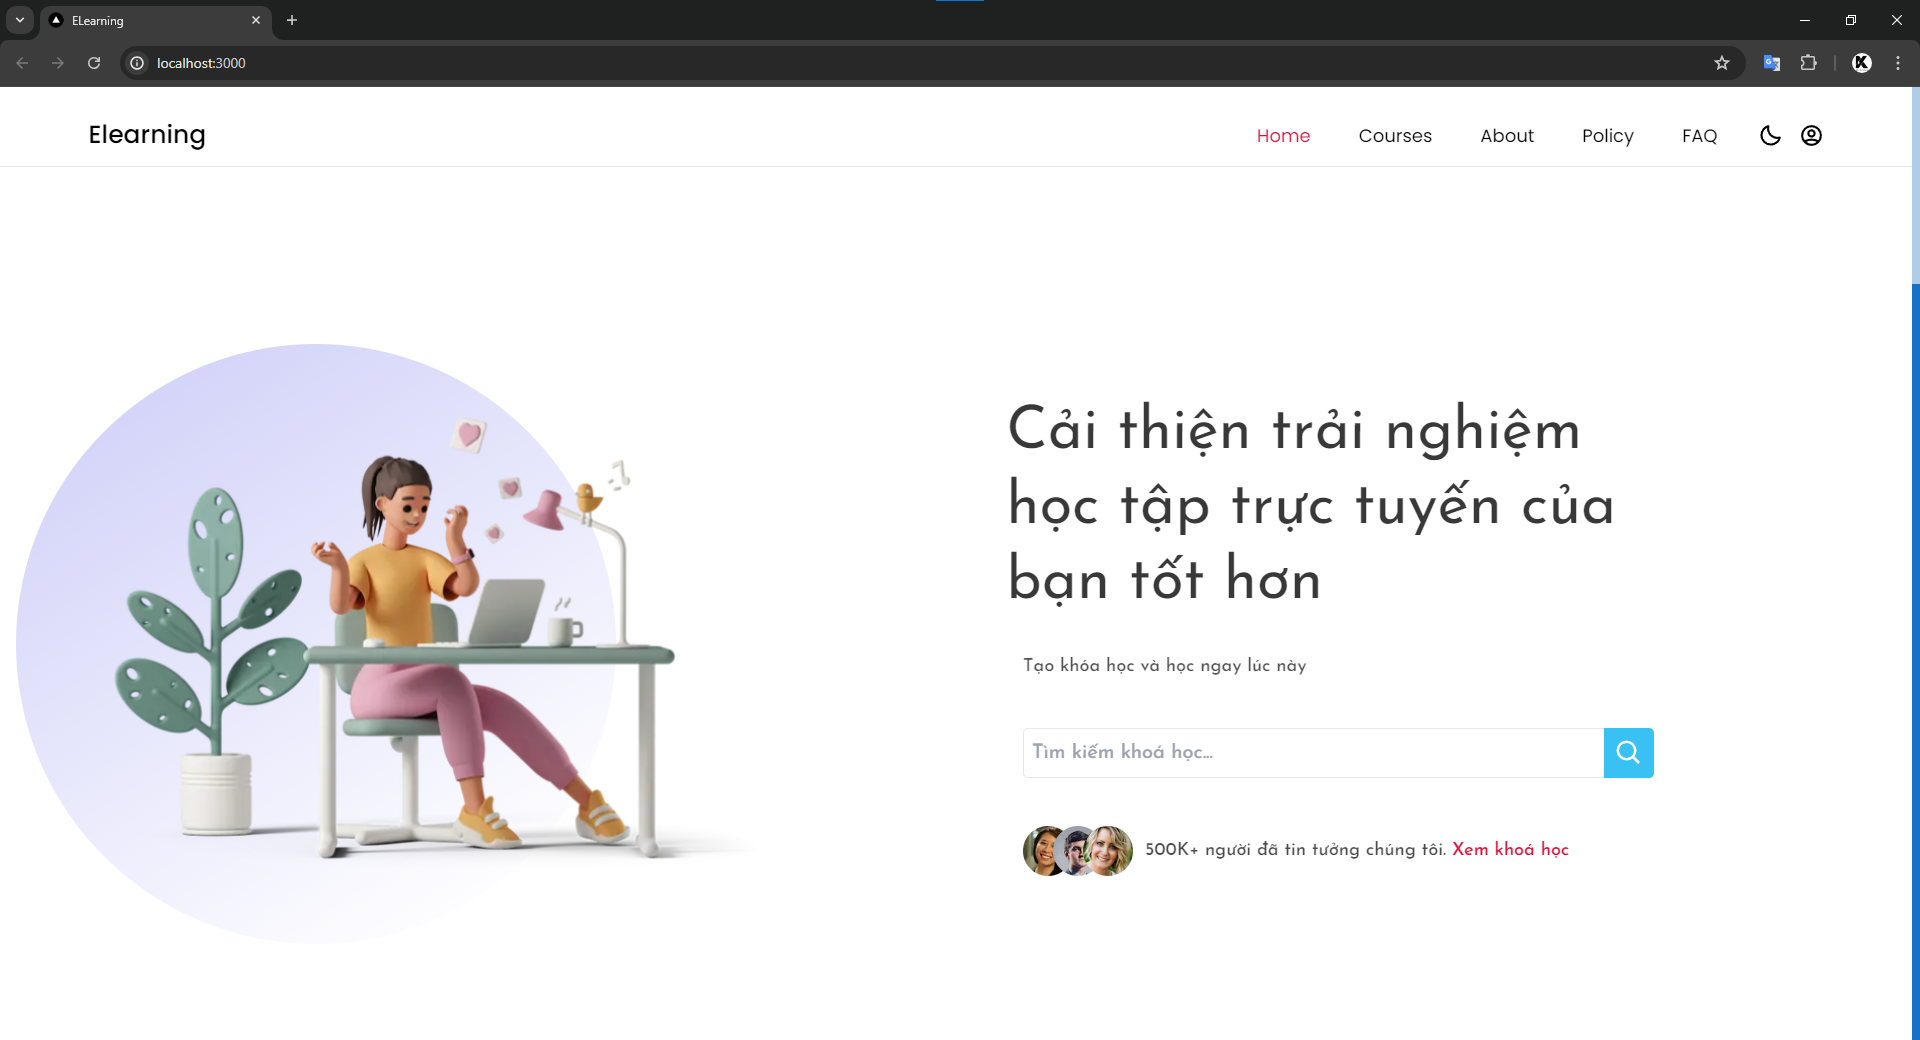 ELearning
localhost:3000
Elearning
Home Courses About Policy FAQ
Cải thiện trải nghiệm
học tập trực tuyến của
bạn tốt hơn
Tạo khóa học và học ngay lúc này
Tìm kiếm khoá học...
500K+ người đã tin tưởng chúng tôi. Xem khoá học